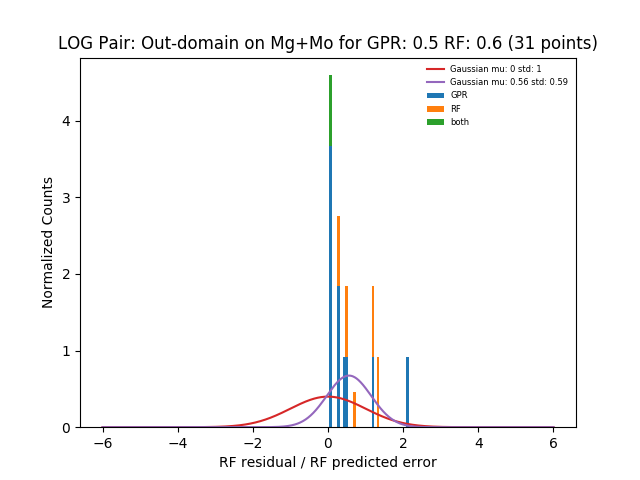 LOG Pair: Out-domain on Mg+Mo for GPR: 0.5 RF: 0.6 (31 points)
Gaussian mu: 0 std: 1
Gaussian mu: 0.56 std: 0.59
GPR
RF
both
Normalized Counts
4
3
2
1
0
−6 −4 −2 0 2 4 6
RF residual / RF predicted error